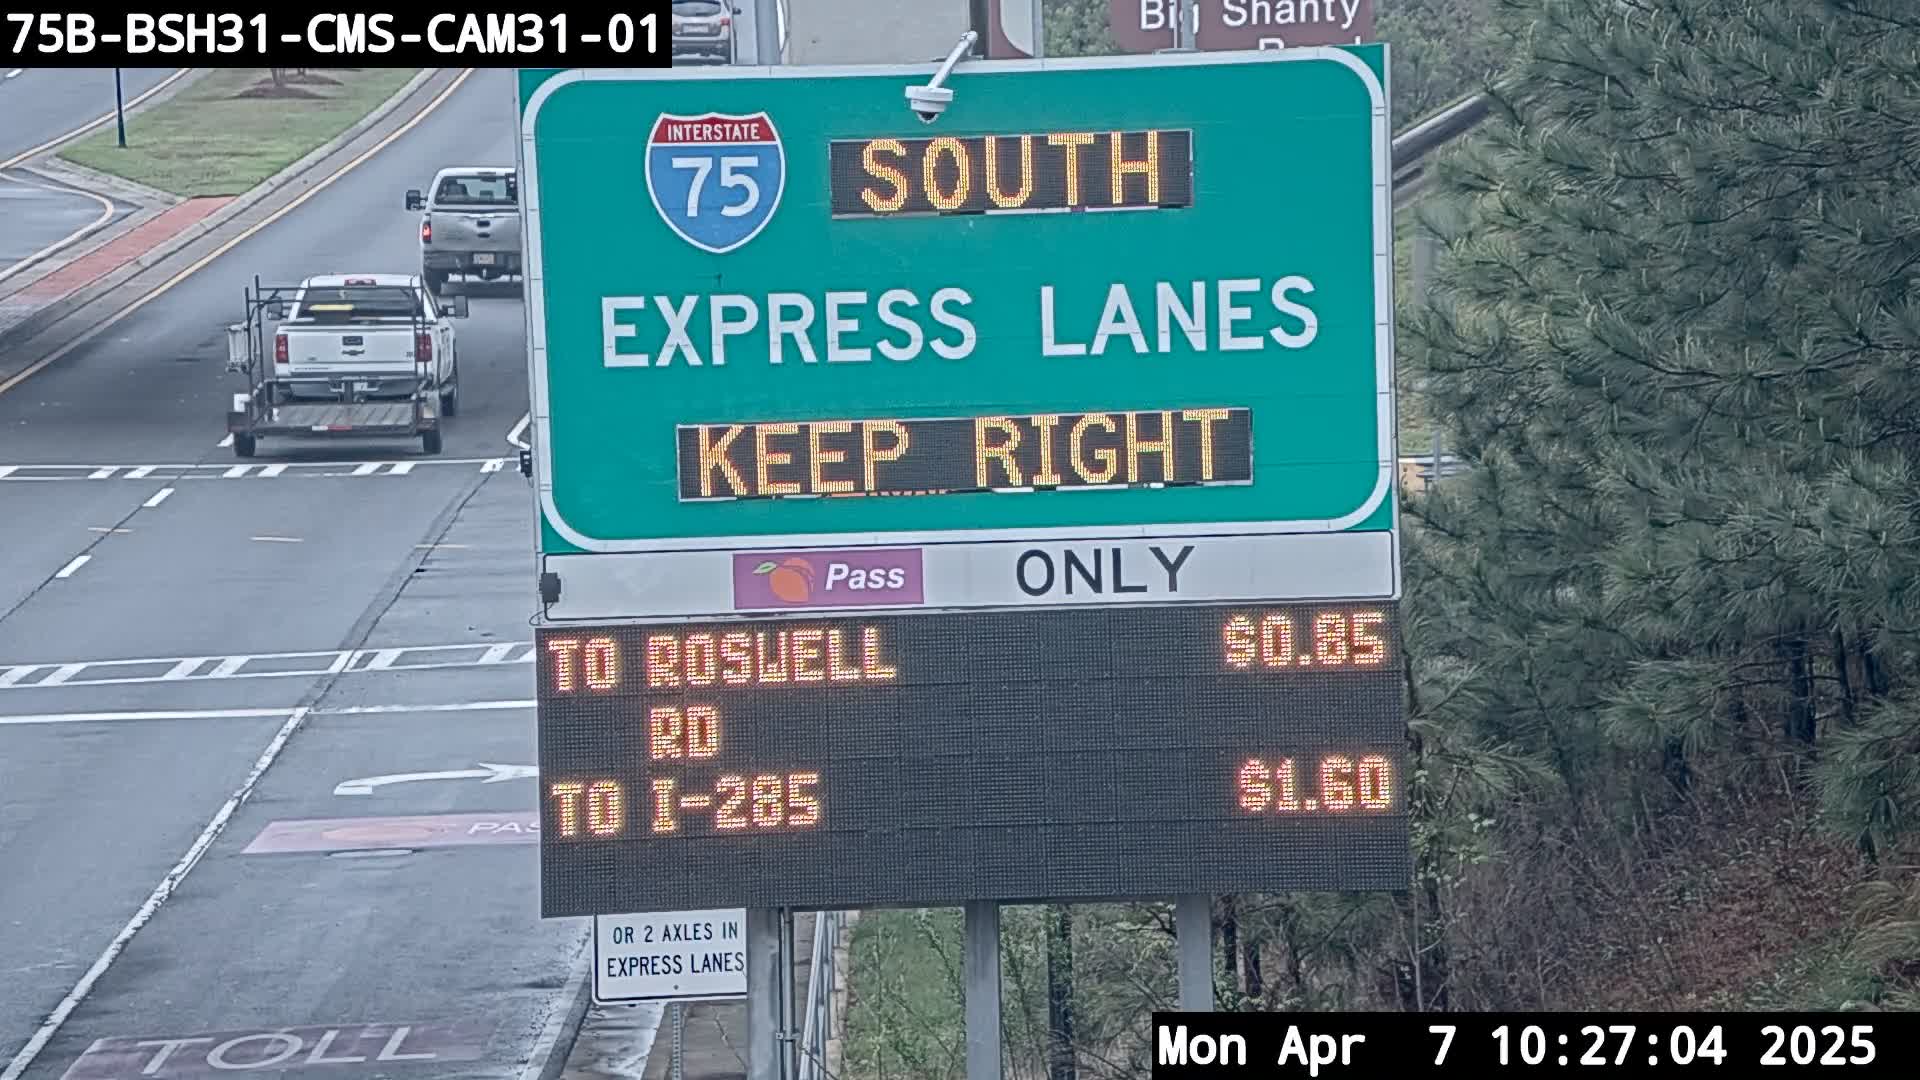 75B-BSH31-CMS-CAM31-01
Big Shanty
INTERSTATE
75
SOUTH
EXPRESS LANES
KEEP RIGHT
Pass ONLY
TO ROSWELL $0.85
RD
TO I-285 $1.60
OR 2 AXLES IN
EXPRESS LANES
TOLL
Mon Apr 7 10:27:04 2025